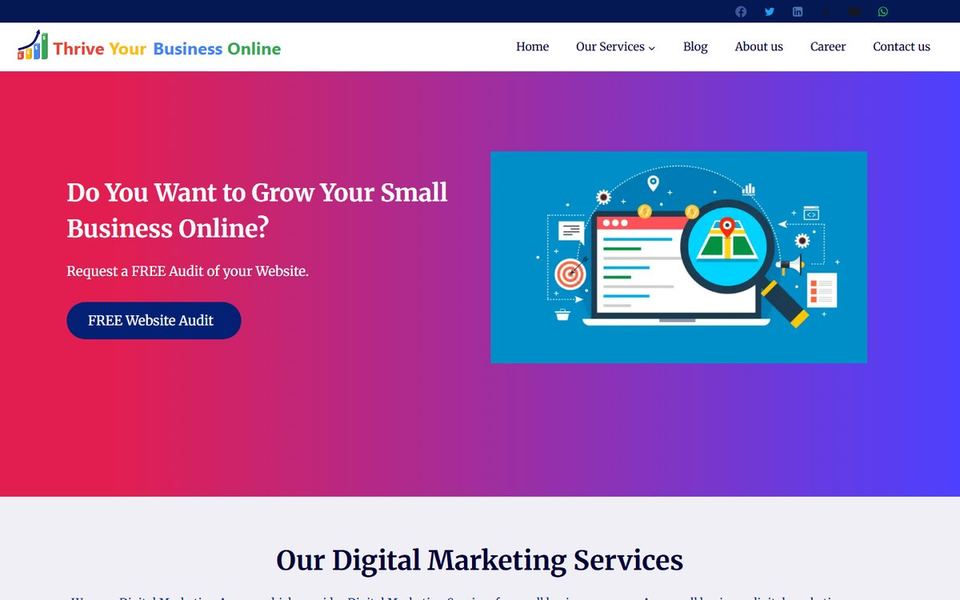 Thrive Your Business Online
Home
Our Services
Blog
About us
Career
Contact us
Do You Want to Grow Your Small
Business Online?
Request a FREE Audit of your Website.
FREE Website Audit
Our Digital Marketing Services